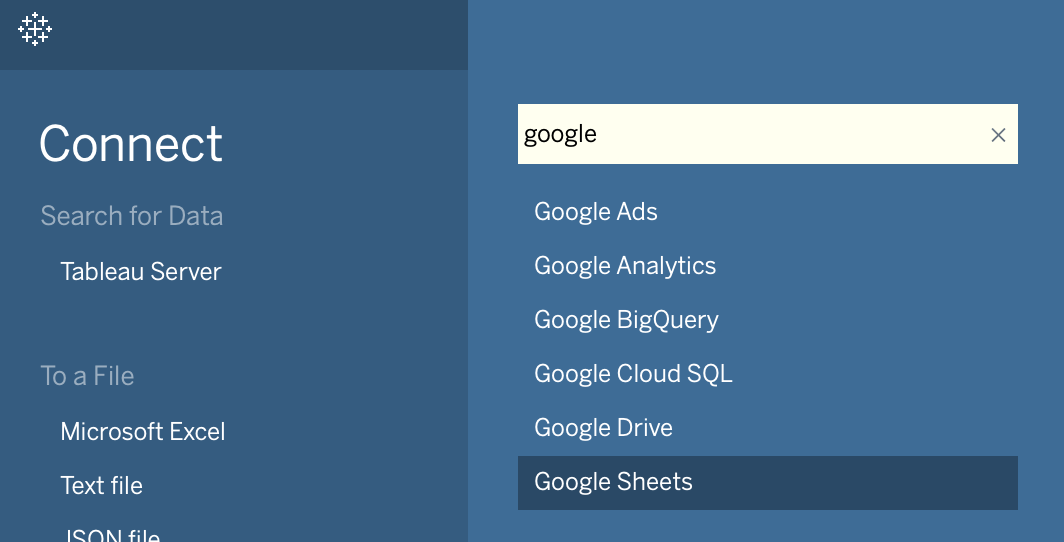 Connect
Search for Data
Tableau Server
To a File
Microsoft Excel
Text file
JSON file
google
Google Ads
Google Analytics
Google BigQuery
Google Cloud SQL
Google Drive
Google Sheets